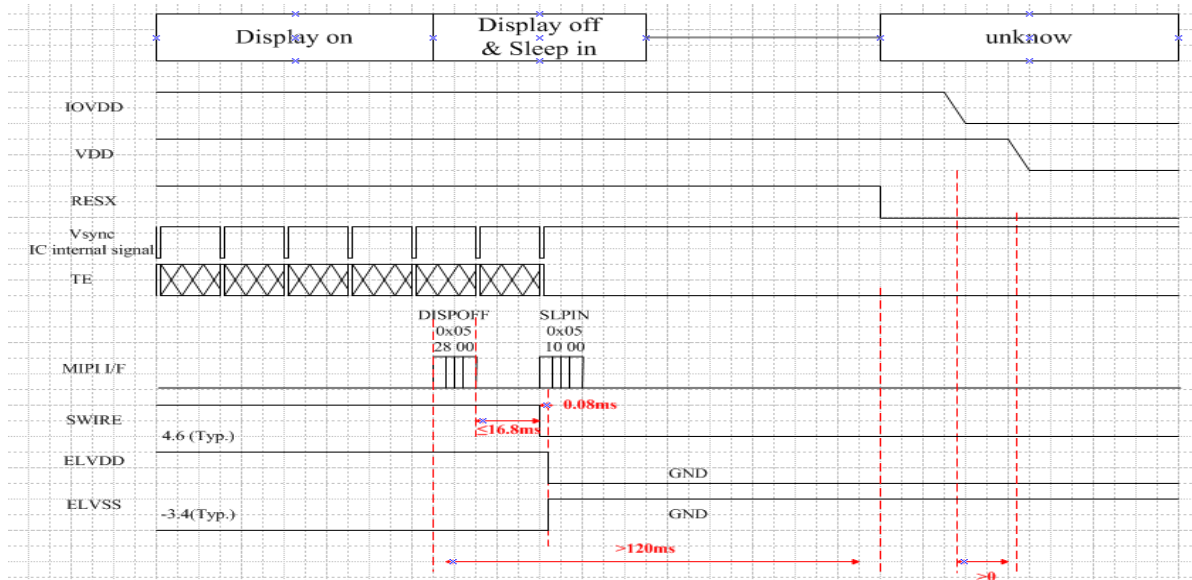 Display on
Display off
& Sleep in
unknow
IOVDD
VDD
RESX
Vsync
IC internal signal
TE
DISPOFF
0x05
28 00
SLPIN
0x05
10 00
MIPI I/F
0.08ms
SWIRE
≤16.8ms
4.6 (Typ.)
ELVDD
GND
ELVSS
-3.4(Typ.)
GND
>120ms
>0